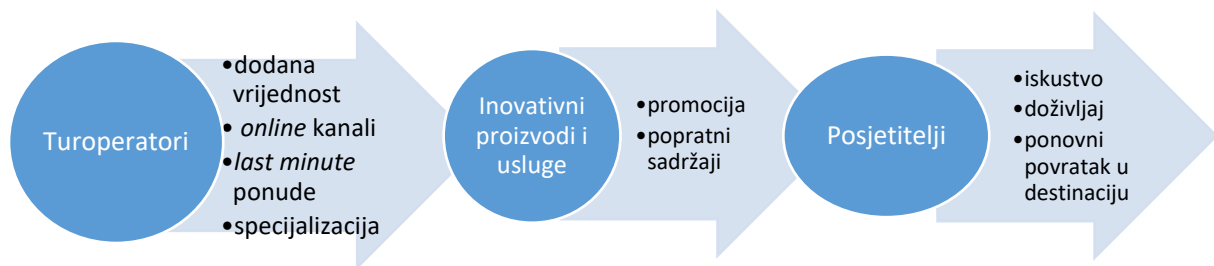 Turoperatori
•dodana
vrijednost
• online kanali
•last minute
ponude
•specijalizacija
Inovativni
proizvodi i
usluge
•promocija
•popratni
sadržaji
Posjetitelji
•iskustvo
•doživljaj
•ponovni
povratak u
destinaciju